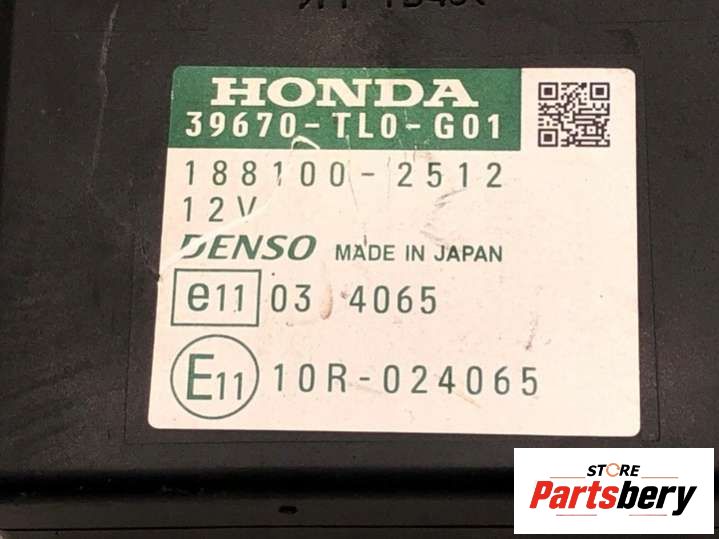 HONDA
39670-TL0-G01
188100-2512
12V
DENSO MADE IN JAPAN
e11 03 4065
E11 10R-024065
STORE
Partsbery